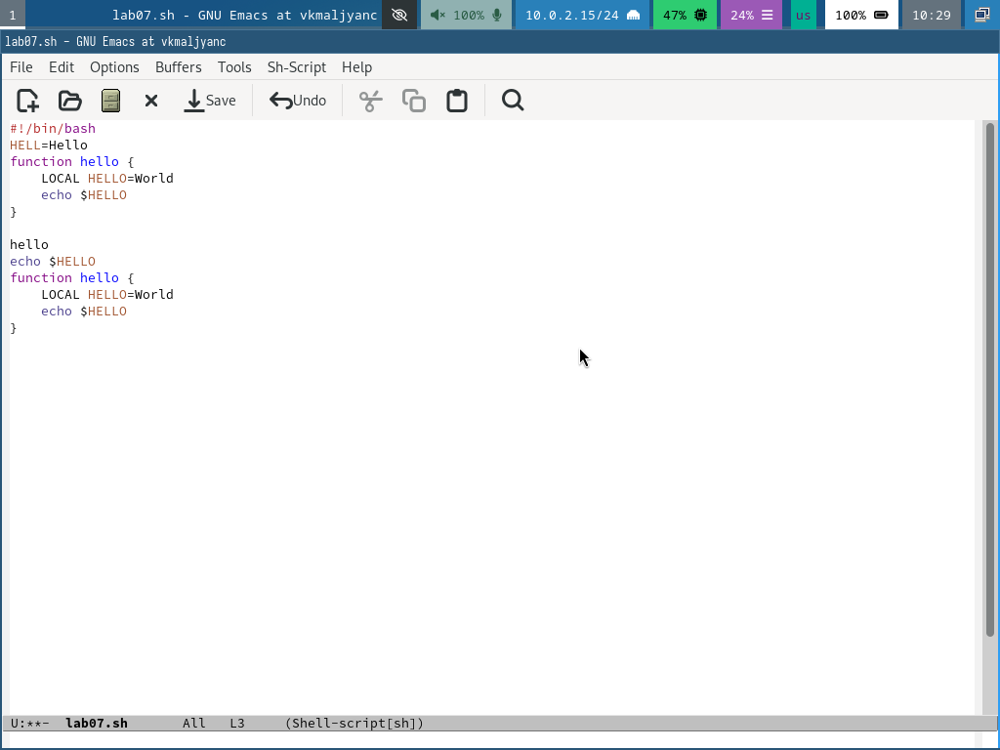 1 lab07.sh - GNU Emacs at vkmaljyanc 100% 10.0.2.15/24 47% 24% us 100% 10:29
lab07.sh - GNU Emacs at vkmaljyanc
File Edit Options Buffers Tools Sh-Script Help
Save Undo
#!/bin/bash
HELL=Hello
function hello {
    LOCAL HELLO=World
    echo $HELLO
}
hello
echo $HELLO
function hello {
    LOCAL HELLO=World
    echo $HELLO
}
U:**- lab07.sh All L3 (Shell-script[sh])